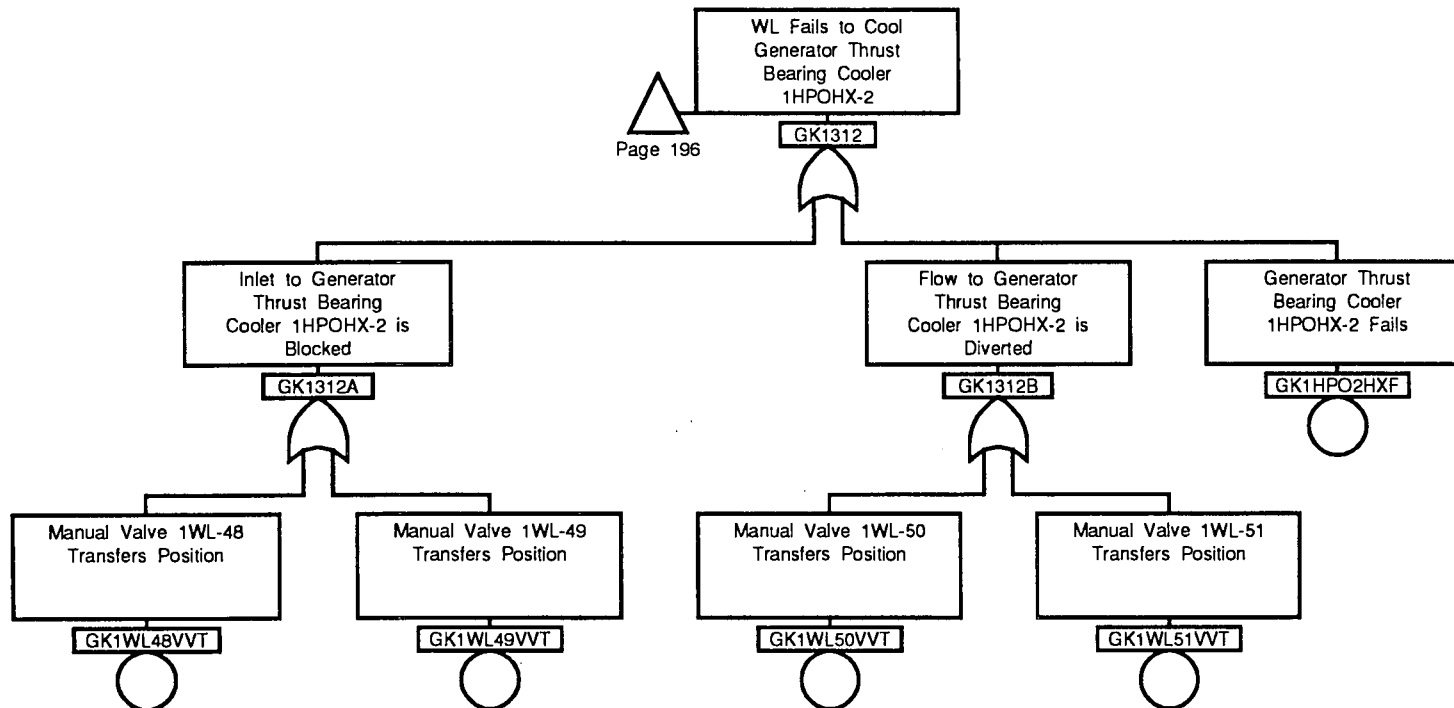 WL Fails to Cool
Generator Thrust
Bearing Cooler
1HPOHX-2
Page 196
GK1312
Inlet to Generator
Thrust Bearing
Cooler 1HPOHX-2 is
Blocked
GK1312A
Flow to Generator
Thrust Bearing
Cooler 1HPOHX-2 is
Diverted
GK1312B
Generator Thrust
Bearing Cooler
1HPOHX-2 Fails
GK1HPO2HXF
Manual Valve 1WL-48
Transfers Position
GK1WL48VVT
Manual Valve 1WL-49
Transfers Position
GK1WL49VVT
Manual Valve 1WL-50
Transfers Position
GK1WL50VVT
Manual Valve 1WL-51
Transfers Position
GK1WL51VVT